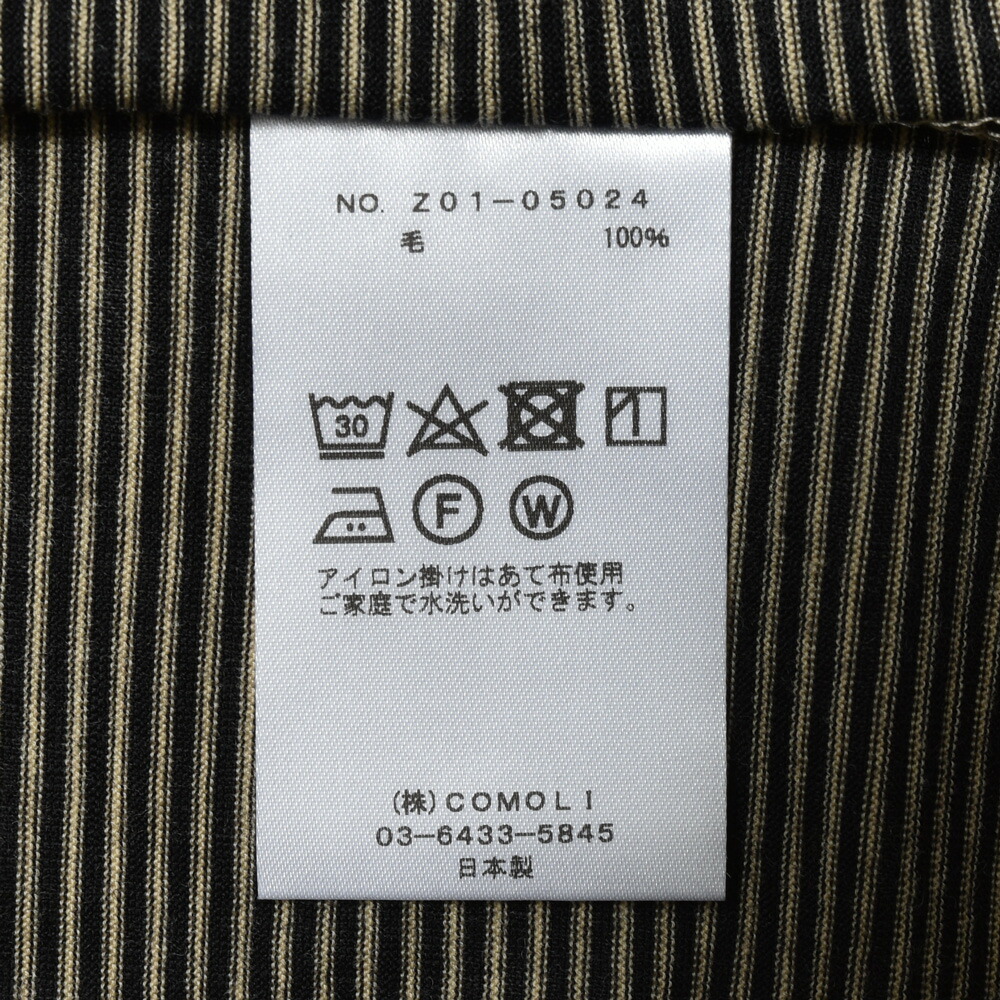 NO. Z01-05024
毛 100%
30
F W
アイロン掛けはあて布使用
ご家庭で水洗いができます。
(株)COMOLI
03-6433-5845
日本製